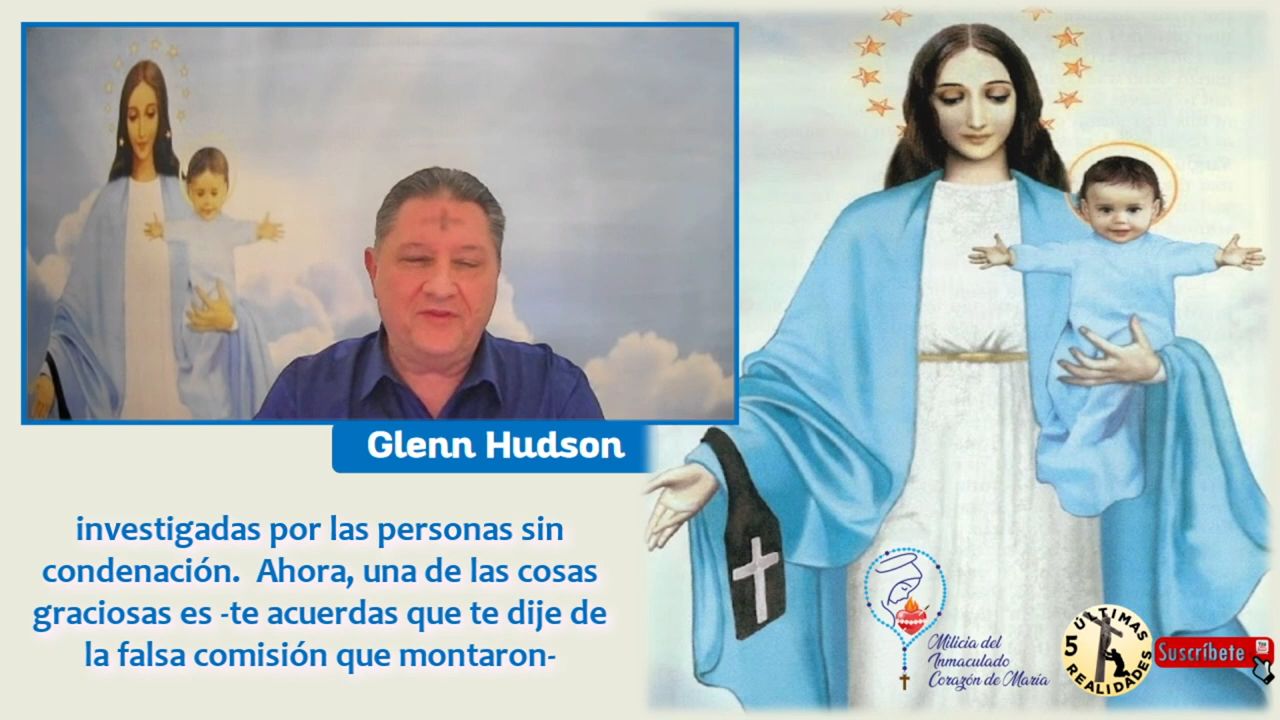 Glenn Hudson
investigadas por las personas sin
condenación.  Ahora, una de las cosas
graciosas es -te acuerdas que te dije de
la falsa comisión que montaron-
Milicia del
Inmaculado
Corazón de María
5 ÚLTIMAS
REALIDADES
Suscríbete